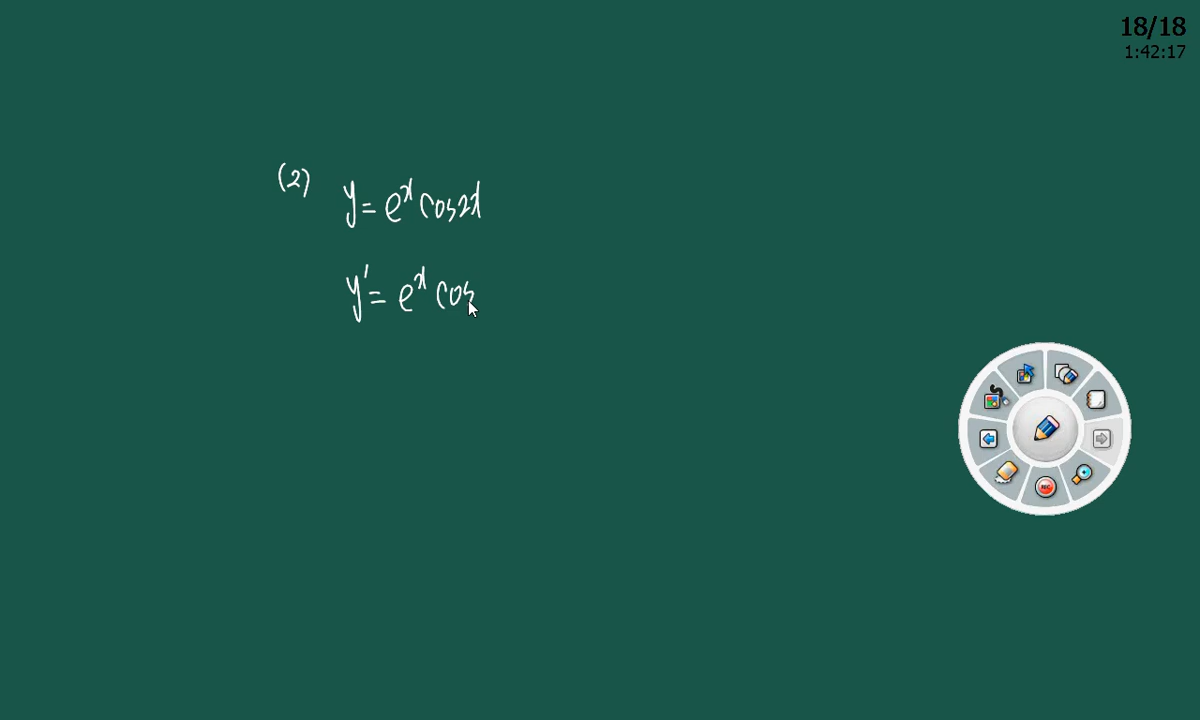 18/18
1:42:17
(2) y = e^x cos2x
y' = e^x cos